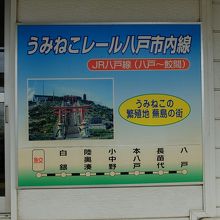 うみねこレール八戸市内線
JR八戸線（八戸〜鮫間）
うみねこの
繁殖地 蕪島の街
鮫
白銀
陸奥湊
小中野
本八戸
長苗代
八戸